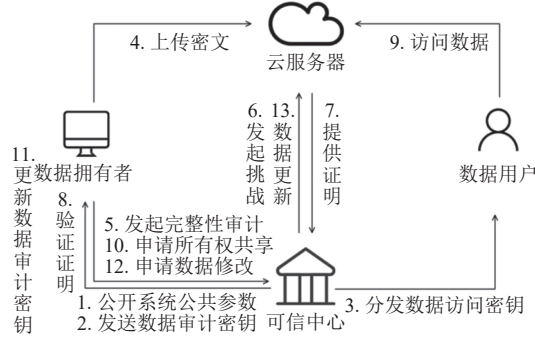 4. 上传密文
云服务器
9. 访问数据
6. 发起挑战
13. 数据更新
7. 提供证明
11. 更新数据审计密钥
数据拥有者
数据用户
8. 验证证明
5. 发起完整性审计
10. 申请所有权共享
12. 申请数据修改
1. 公开系统公共参数
2. 发送数据审计密钥
可信中心
3. 分发数据访问密钥